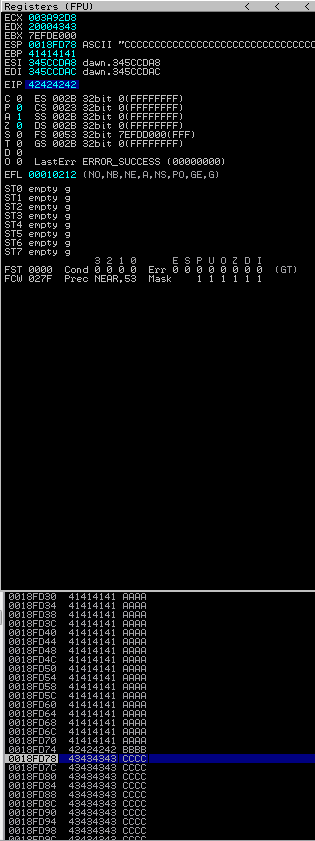 Registers (FPU) < < <
ECX 003A92D8
EDX 20004343
EBX 7EFDE000
ESP 0018FD78 ASCII "CCCCCCCCCCCCCCCCCCCCCCCCCCCCC
EBP 41414141
ESI 345CCDA8 dawn.345CCDA8
EDI 345CCDAC dawn.345CCDAC
EIP 42424242
C 0 ES 002B 32bit 0(FFFFFFFF)
P 0 CS 0023 32bit 0(FFFFFFFF)
A 1 SS 002B 32bit 0(FFFFFFFF)
Z 0 DS 002B 32bit 0(FFFFFFFF)
S 0 FS 0053 32bit 7EFDD000(FFF)
T 0 GS 002B 32bit 0(FFFFFFFF)
D 0
O 0 LastErr ERROR_SUCCESS (00000000)
EFL 00010212 (NO,NB,NE,A,NS,PO,GE,G)
ST0 empty g
ST1 empty g
ST2 empty g
ST3 empty g
ST4 empty g
ST5 empty g
ST6 empty g
ST7 empty g
3 2 1 0 E S P U O Z D I
FST 0000 Cond 0 0 0 0 Err 0 0 0 0 0 0 0 0 (GT)
FCW 027F Prec NEAR,53 Mask 1 1 1 1 1 1
0018FD30 41414141 AAAA
0018FD34 41414141 AAAA
0018FD38 41414141 AAAA
0018FD3C 41414141 AAAA
0018FD40 41414141 AAAA
0018FD44 41414141 AAAA
0018FD48 41414141 AAAA
0018FD4C 41414141 AAAA
0018FD50 41414141 AAAA
0018FD54 41414141 AAAA
0018FD58 41414141 AAAA
0018FD5C 41414141 AAAA
0018FD60 41414141 AAAA
0018FD64 41414141 AAAA
0018FD68 41414141 AAAA
0018FD6C 41414141 AAAA
0018FD70 41414141 AAAA
0018FD74 42424242 BBBB
0018FD78 43434343 CCCC
0018FD7C 43434343 CCCC
0018FD80 43434343 CCCC
0018FD84 43434343 CCCC
0018FD88 43434343 CCCC
0018FD8C 43434343 CCCC
0018FD90 43434343 CCCC
0018FD94 43434343 CCCC
0018FD98 43434343 CCCC
0018FD9C 43434343 CCCC